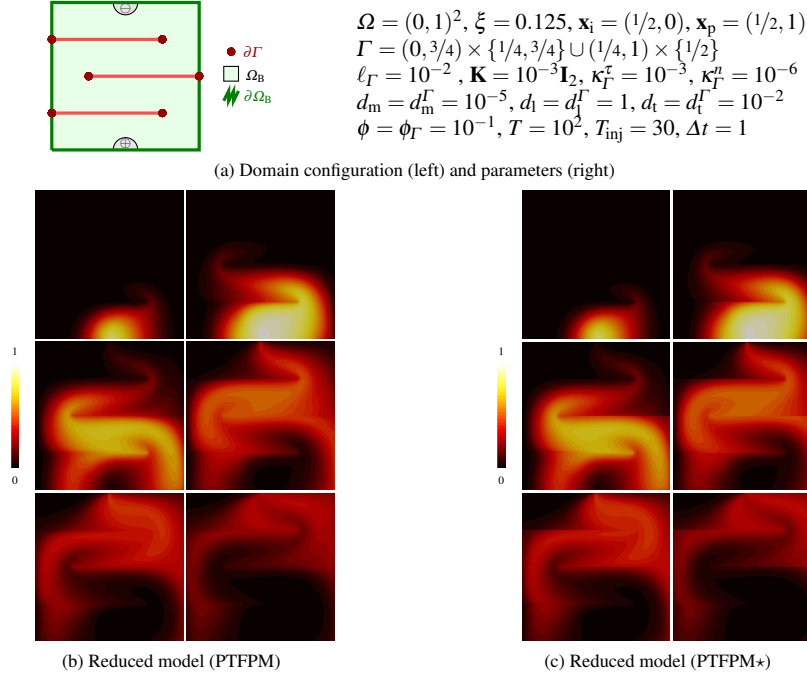 ⊖
∂Γ
Ω_B
∂Ω_B
⊕
Ω = (0,1)², ξ = 0.125, x_i = (1/2,0), x_p = (1/2,1)
Γ = (0,3/4) × {1/4,3/4} ∪ (1/4,1) × {1/2}
ℓ_Γ = 10⁻² , K = 10⁻³I₂, κ_Γ^τ = 10⁻³, κ_Γ^n = 10⁻⁶
d_m = d_m^Γ = 10⁻⁵, d_l = d_l^Γ = 1, d_t = d_t^Γ = 10⁻²
ϕ = ϕ_Γ = 10⁻¹, T = 10², T_inj = 30, Δt = 1
(a) Domain configuration (left) and parameters (right)
1
0
1
0
(b) Reduced model (PTFPM)
(c) Reduced model (PTFPM⋆)